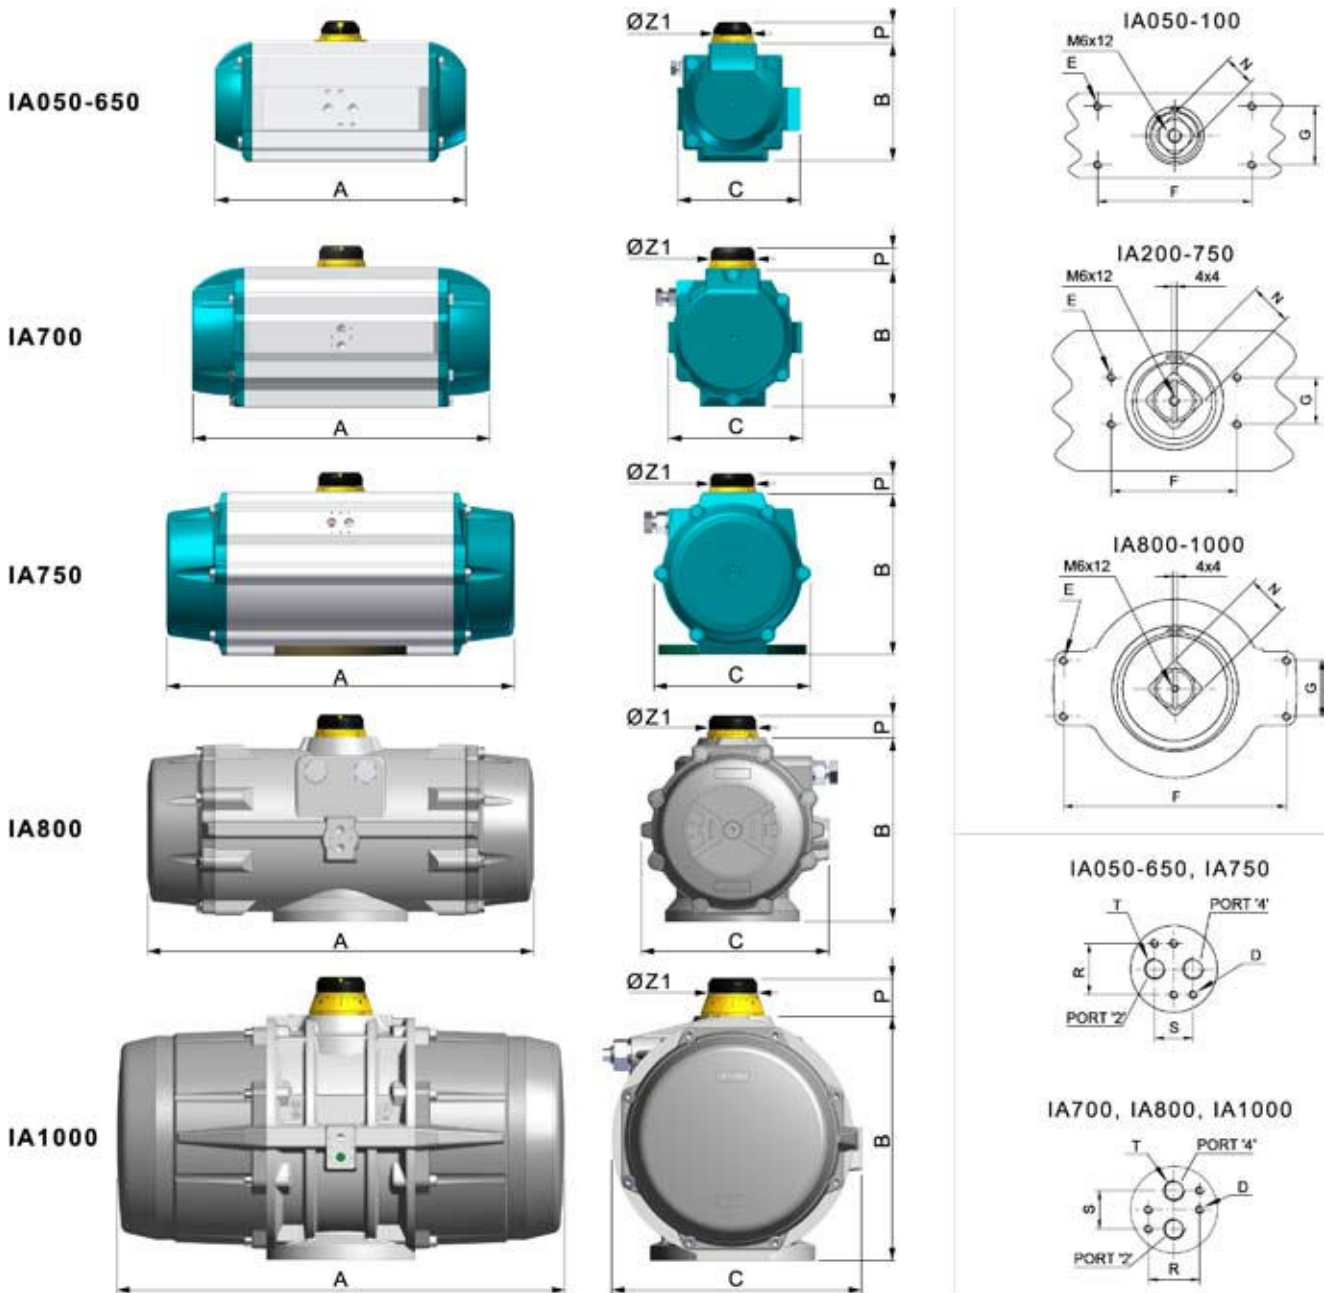 IA050-650
A
ØZ1
P
B
C
IA700
A
ØZ1
P
B
C
IA750
A
ØZ1
P
B
C
IA800
A
ØZ1
P
B
C
IA1000
A
ØZ1
P
B
C
IA050-100
M6x12
E
N
G
F
IA200-750
M6x12
4x4
E
N
G
F
IA800-1000
M6x12
4x4
E
N
G
F
IA050-650, IA750
T
PORT '4'
R
D
PORT '2'
S
IA700, IA800, IA1000
T
PORT '4'
S
D
PORT '2'
R